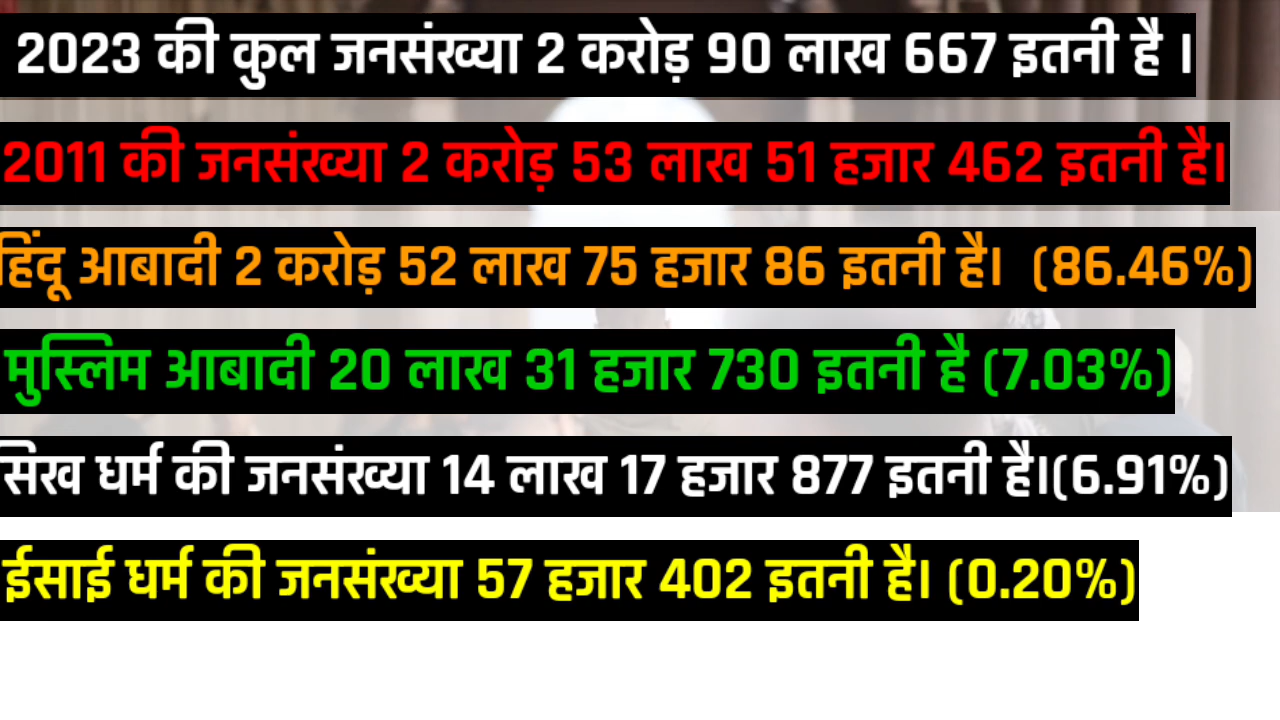 2023 की कुल जनसंख्या 2 करोड़ 90 लाख 667 इतनी है ।
2011 की जनसंख्या 2 करोड़ 53 लाख 51 हजार 462 इतनी है।
हिंदू आबादी 2 करोड़ 52 लाख 75 हजार 86 इतनी है। (86.46%)
मुस्लिम आबादी 20 लाख 31 हजार 730 इतनी है (7.03%)
सिख धर्म की जनसंख्या 14 लाख 17 हजार 877 इतनी है।(6.91%)
ईसाई धर्म की जनसंख्या 57 हजार 402 इतनी है। (0.20%)